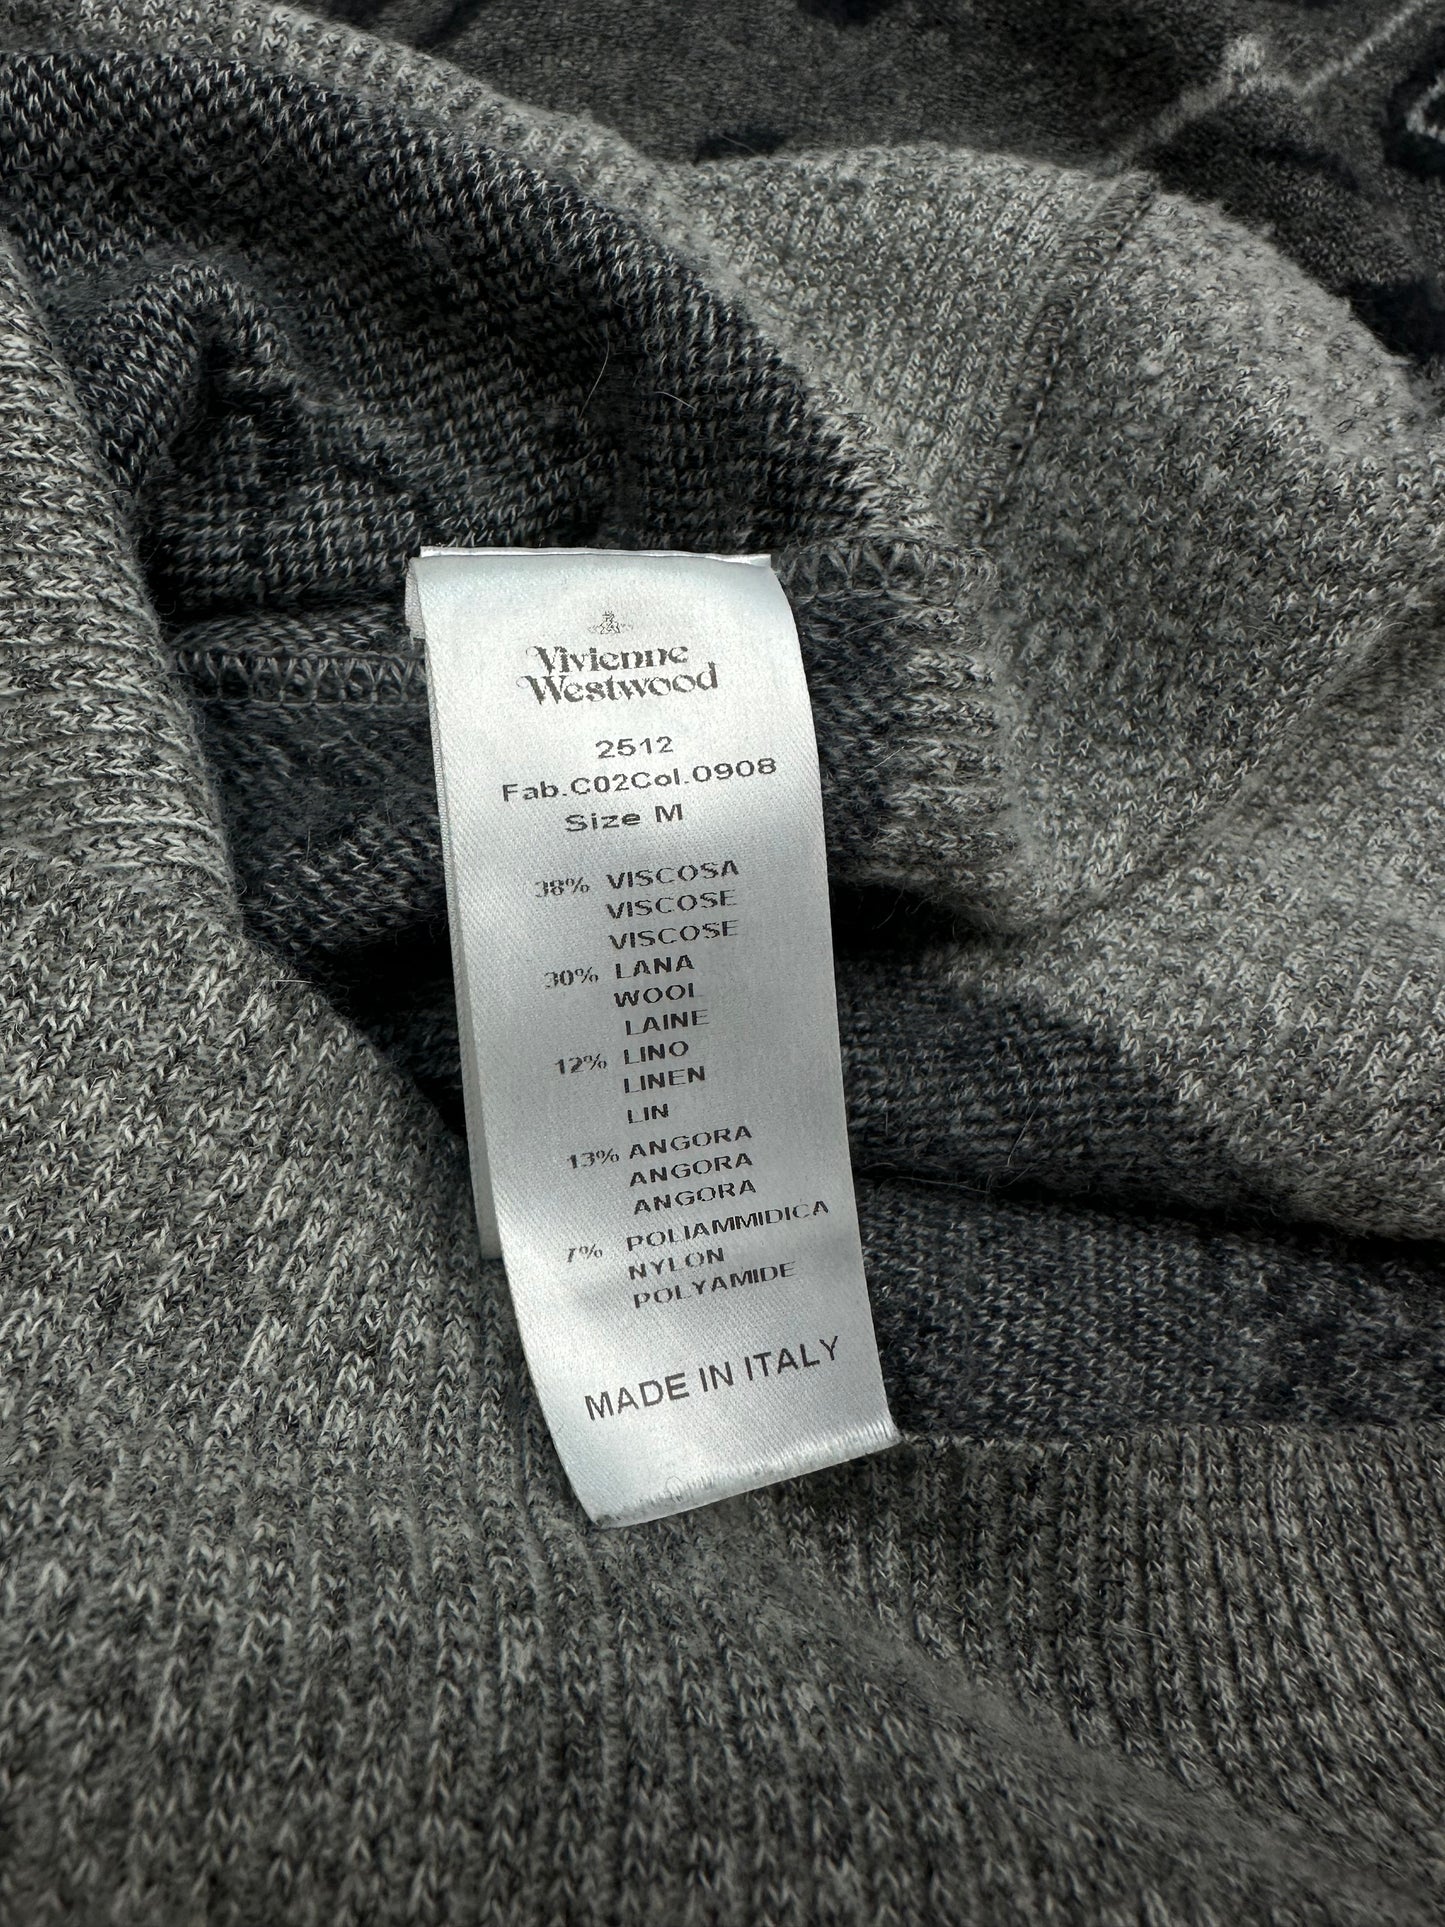 Vivienne
Westwood
2512
Fab.C02Col.0908
Size M
38% VISCOSA
VISCOSE
VISCOSE
30% LANA
WOOL
LAINE
12% LINO
LINEN
LIN
13% ANGORA
ANGORA
ANGORA
7% POLIAMMIDICA
NYLON
POLYAMIDE
MADE IN ITALY